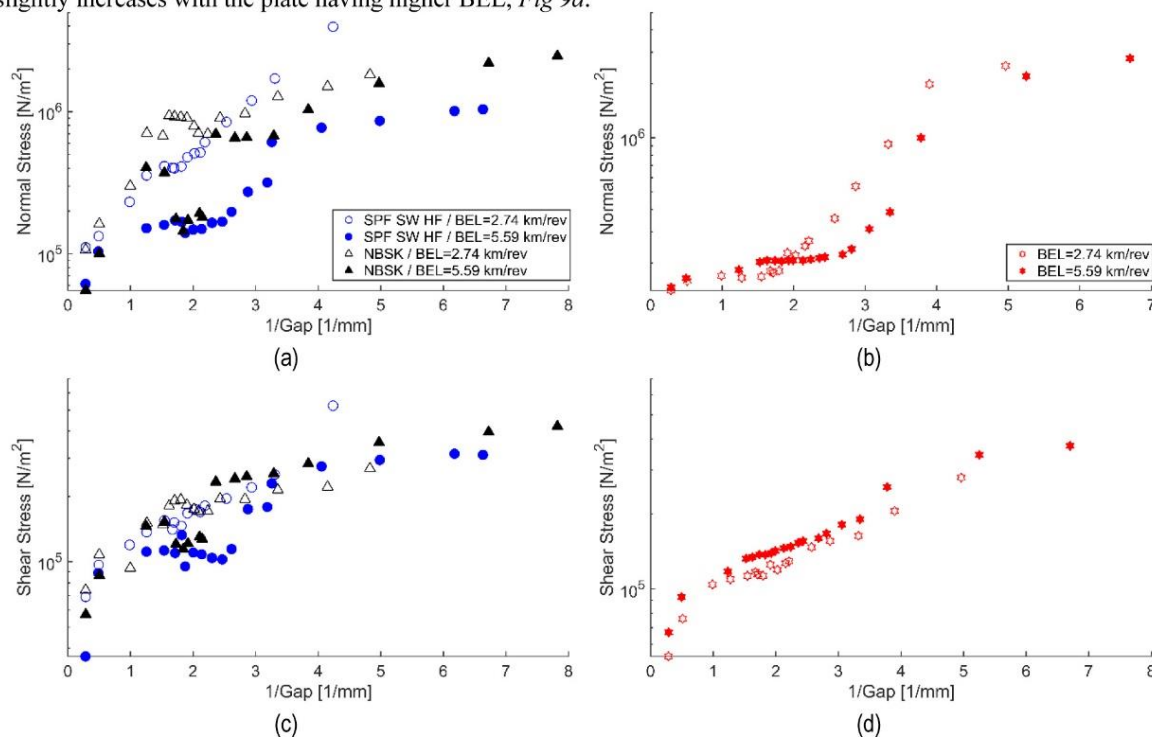 slightly increases with the plate having higher BEL, Fig 9d.
Normal Stress [N/m²]
10⁶
10⁵
SPF SW HF / BEL=2.74 km/rev
SPF SW HF / BEL=5.59 km/rev
NBSK / BEL=2.74 km/rev
NBSK / BEL=5.59 km/rev
0 1 2 3 4 5 6 7 8
1/Gap [1/mm]
(a)
Normal Stress [N/m²]
10⁶
BEL=2.74 km/rev
BEL=5.59 km/rev
0 1 2 3 4 5 6 7
1/Gap [1/mm]
(b)
Shear Stress [N/m²]
10⁵
0 1 2 3 4 5 6 7 8
1/Gap [1/mm]
(c)
Shear Stress [N/m²]
10⁵
0 1 2 3 4 5 6 7 8
1/Gap [1/mm]
(d)